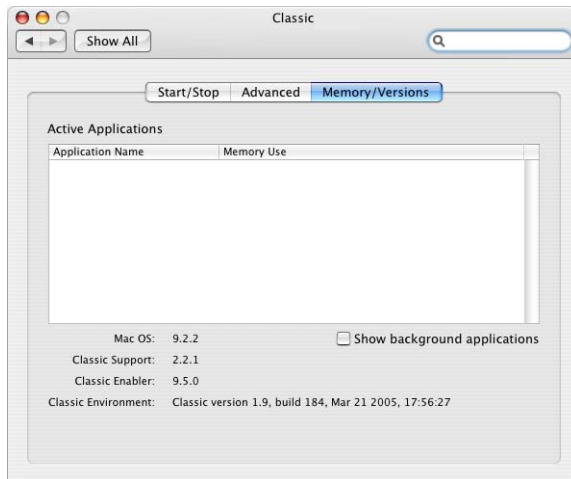 Classic
Show All
Start/Stop Advanced Memory/Versions
Active Applications
Application Name Memory Use
Mac OS: 9.2.2 Show background applications
Classic Support: 2.2.1
Classic Enabler: 9.5.0
Classic Environment: Classic version 1.9, build 184, Mar 21 2005, 17:56:27